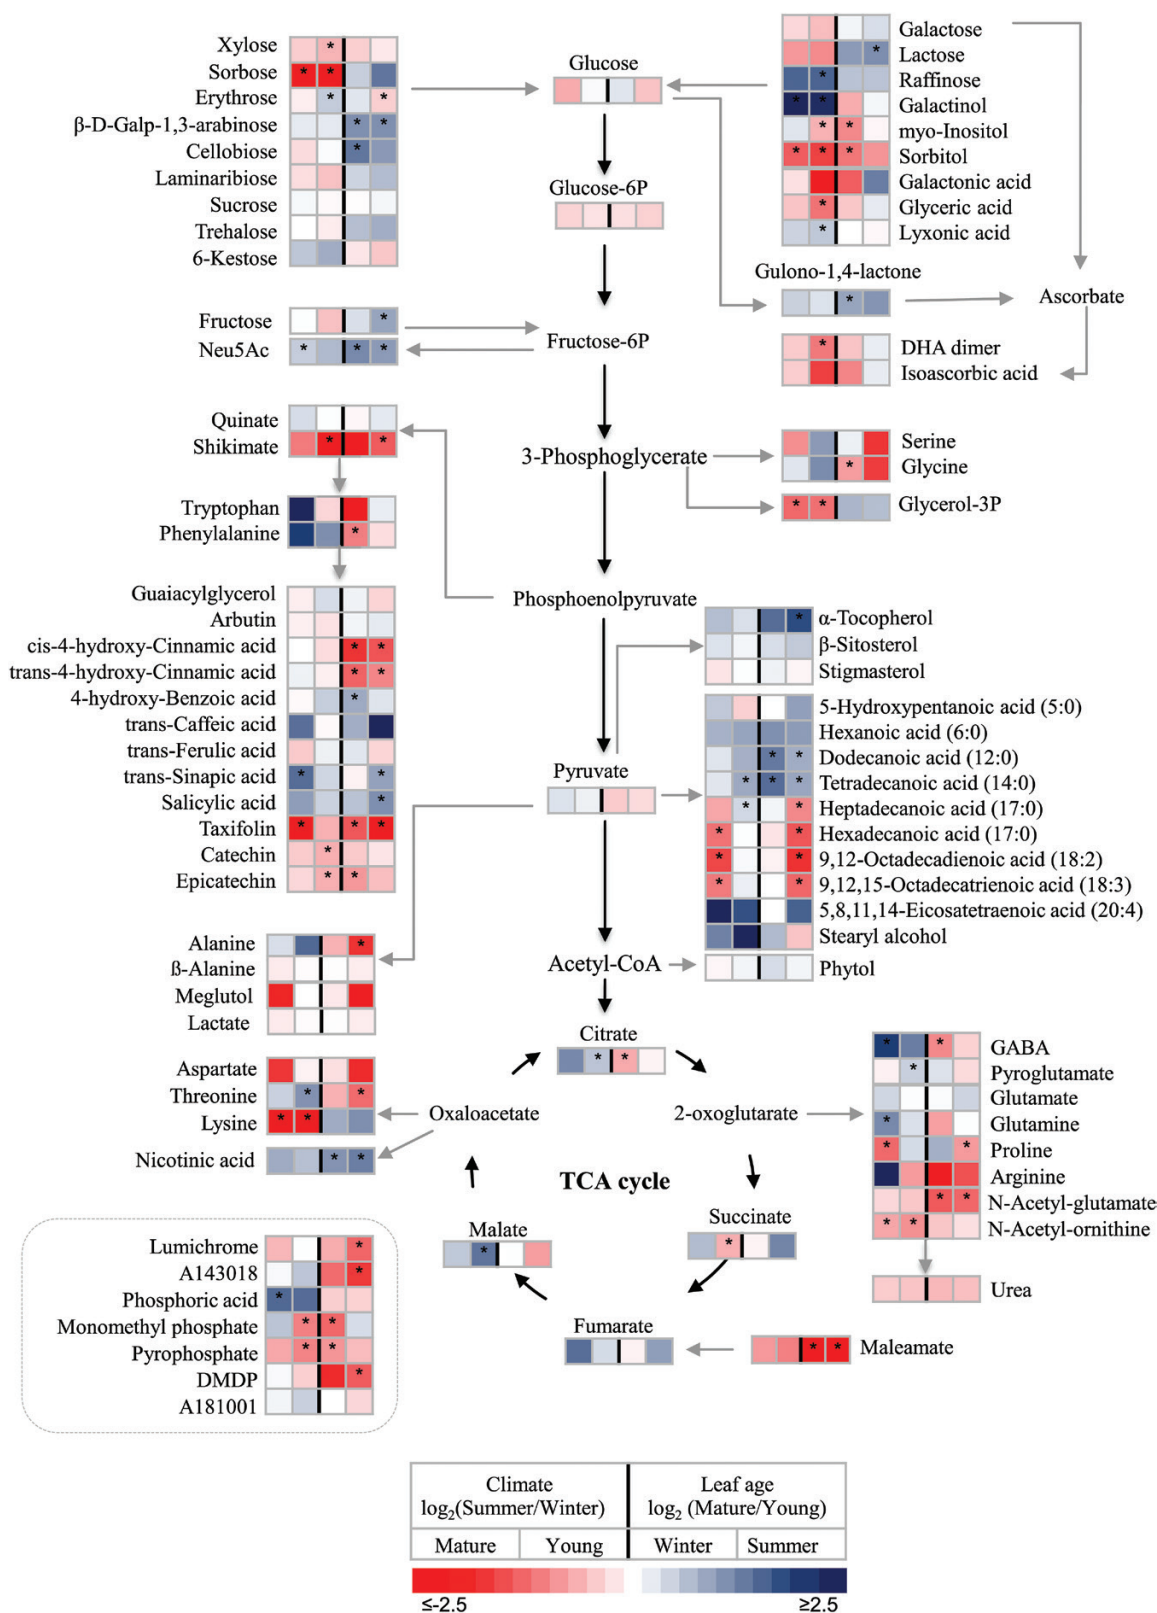 Xylose
Sorbose
Erythrose
β-D-Galp-1,3-arabinose
Cellobiose
Laminaribiose
Sucrose
Trehalose
6-Kestose
Fructose
Neu5Ac
Quinate
Shikimate
Tryptophan
Phenylalanine
Guaiacylglycerol
Arbutin
cis-4-hydroxy-Cinnamic acid
trans-4-hydroxy-Cinnamic acid
4-hydroxy-Benzoic acid
trans-Caffeic acid
trans-Ferulic acid
trans-Sinapic acid
Salicylic acid
Taxifolin
Catechin
Epicatechin
Alanine
ß-Alanine
Meglutol
Lactate
Aspartate
Threonine
Lysine
Nicotinic acid
Lumichrome
A143018
Phosphoric acid
Monomethyl phosphate
Pyrophosphate
DMDP
A181001
Glucose
Glucose-6P
Fructose-6P
3-Phosphoglycerate
Phosphoenolpyruvate
Pyruvate
Acetyl-CoA
Citrate
Oxaloacetate
2-oxoglutarate
TCA cycle
Malate
Succinate
Fumarate
Maleamate
Galactose
Lactose
Raffinose
Galactinol
myo-Inositol
Sorbitol
Galactonic acid
Glyceric acid
Lyxonic acid
Gulono-1,4-lactone
Ascorbate
DHA dimer
Isoascorbic acid
Serine
Glycine
Glycerol-3P
α-Tocopherol
β-Sitosterol
Stigmasterol
5-Hydroxypentanoic acid (5:0)
Hexanoic acid (6:0)
Dodecanoic acid (12:0)
Tetradecanoic acid (14:0)
Heptadecanoic acid (17:0)
Hexadecanoic acid (17:0)
9,12-Octadecadienoic acid (18:2)
9,12,15-Octadecatrienoic acid (18:3)
5,8,11,14-Eicosatetraenoic acid (20:4)
Stearyl alcohol
Phytol
GABA
Pyroglutamate
Glutamate
Glutamine
Proline
Arginine
N-Acetyl-glutamate
N-Acetyl-ornithine
Urea
Climate
log₂(Summer/Winter)
Leaf age
log₂ (Mature/Young)
Mature
Young
Winter
Summer
≤-2.5
≥2.5